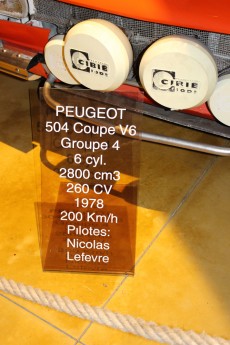 CIBIE
CIBIE
PEUGEOT
504 Coupe V6
Groupe 4
6 cyl.
2800 cm3
260 CV
1978
200 Km/h
Pilotes:
Nicolas
Lefevre